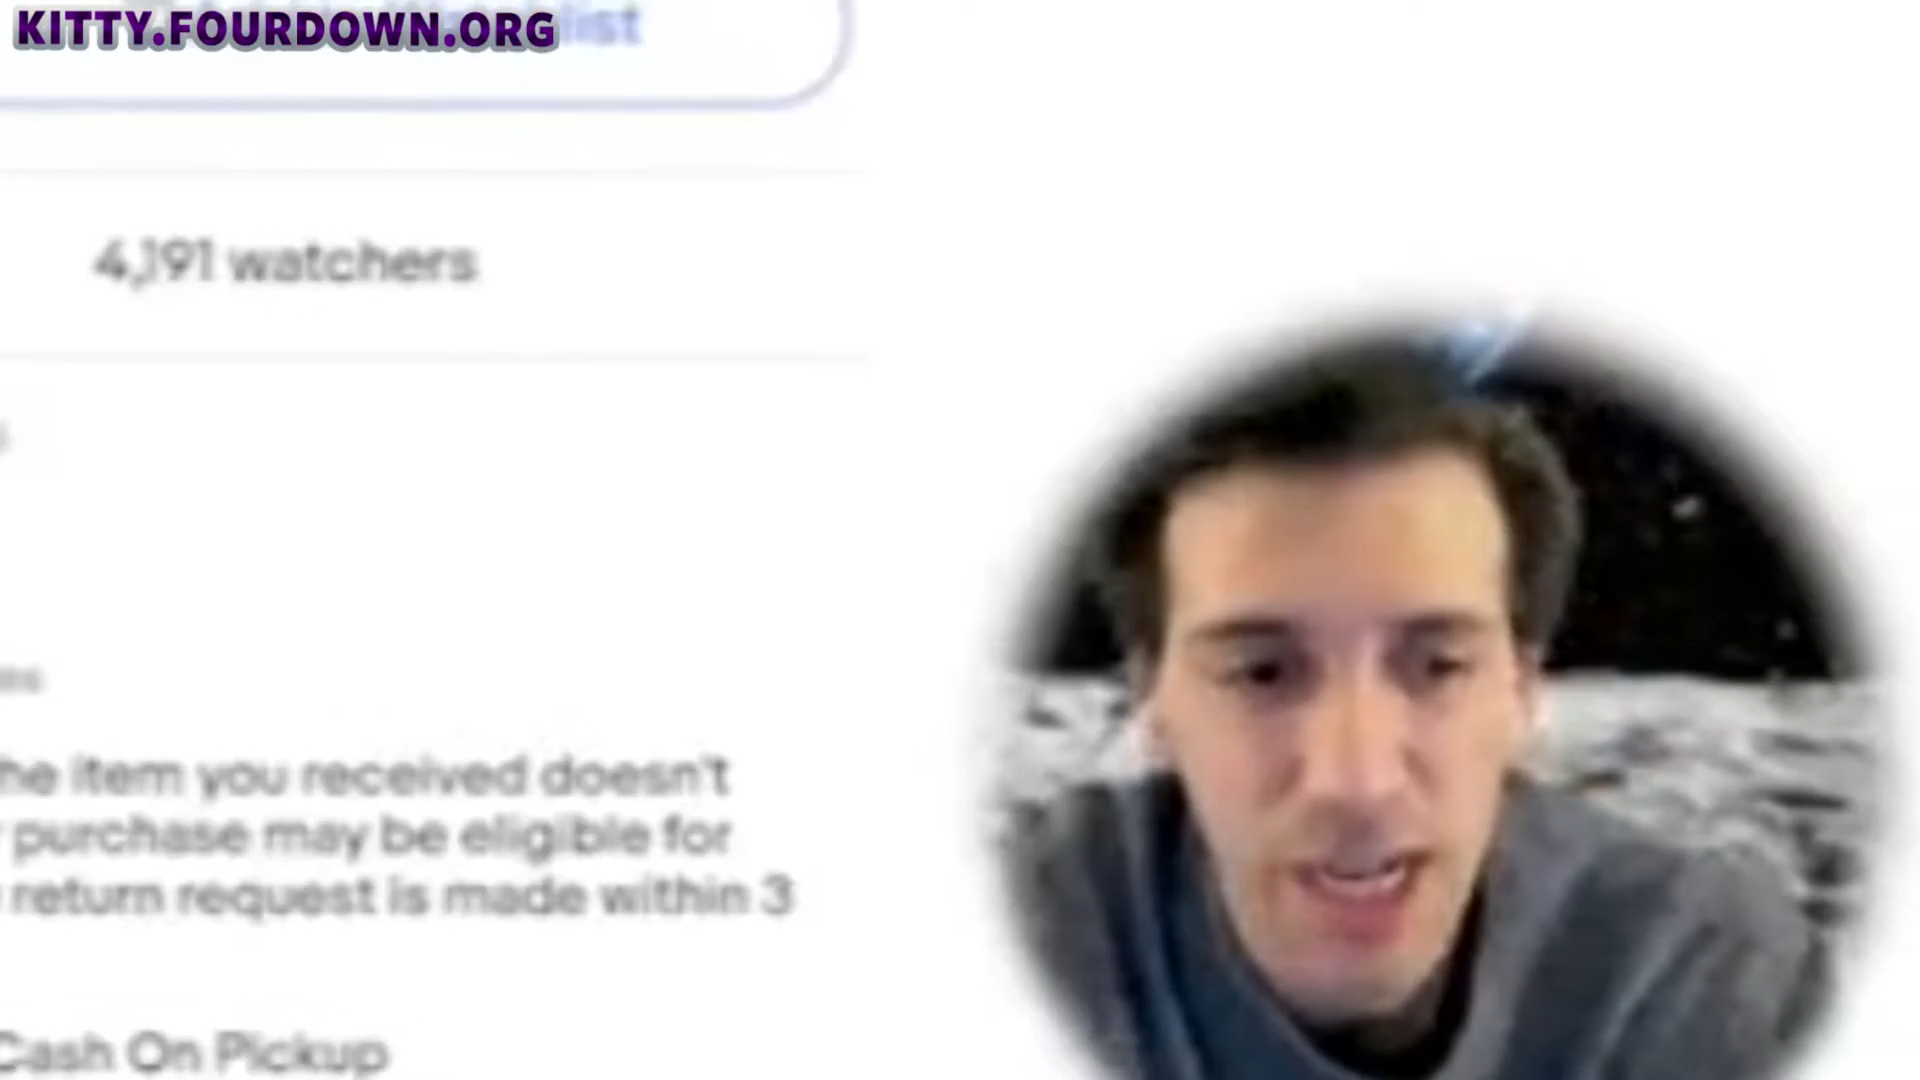 KITTY.FOURDOWN.ORG
list
4,191 watchers
he item you received doesn't
purchase may be eligible for
return request is made within 3
Cash On Pickup